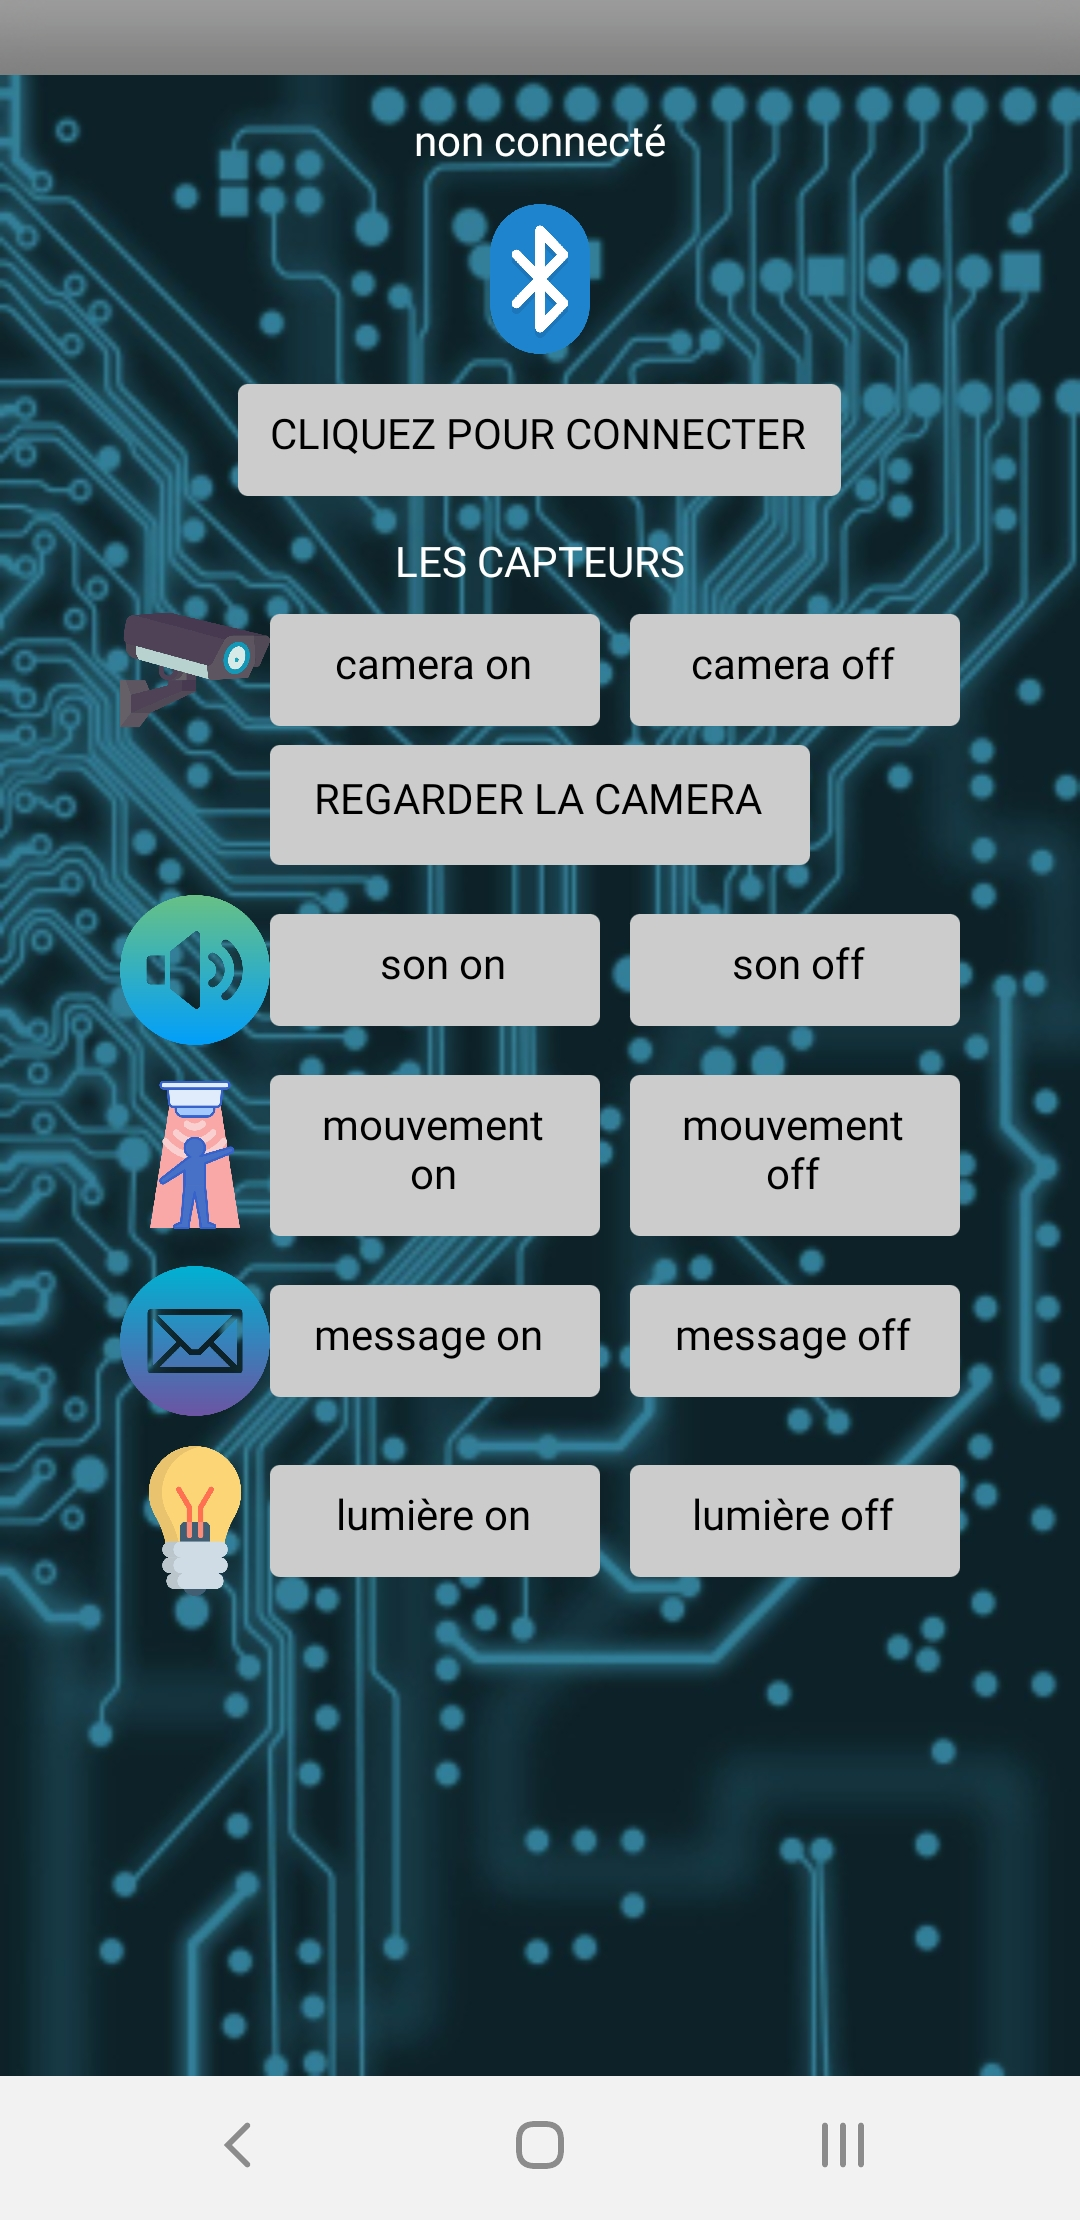 non connecté
CLIQUEZ POUR CONNECTER
LES CAPTEURS
camera on
camera off
REGARDER LA CAMERA
son on
son off
mouvement
on
mouvement
off
message on
message off
lumière on
lumière off